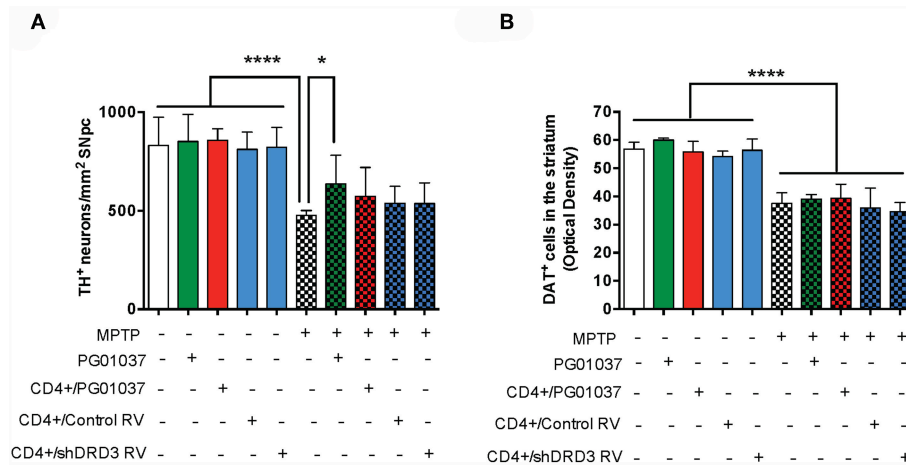 A
**** *
TH+ neurons/mm2 SNpc
1000
500
0
MPTP - - - - - + + + + +
PG01037 - + - - - - + - - -
CD4+/PG01037 - - + - - - - + - -
CD4+/Control RV - - - + - - - - + -
CD4+/shDRD3 RV - - - - + - - - - +
B
****
DAT+ cells in the striatum
(Optical Density)
70
60
50
40
30
20
10
0
MPTP - - - - - + + + + +
PG01037 - + - - - - + - - -
CD4+/PG01037 - - + - - - - + - -
CD4+/Control RV - - - + - - - - + -
CD4+/shDRD3 RV - - - - + - - - - +